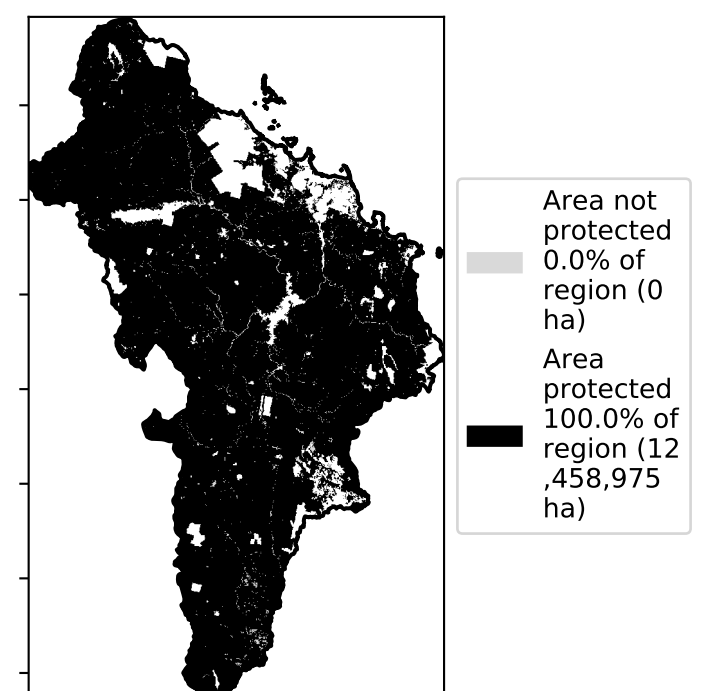 Area not
protected
0.0% of
region (0
ha)
Area
protected
100.0% of
region (12
,458,975
ha)